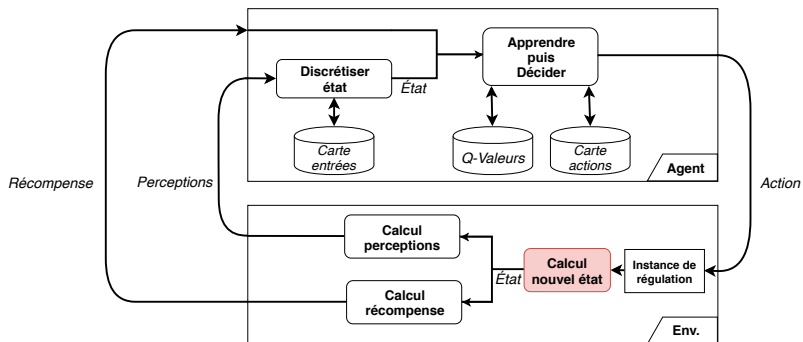 Apprendre
puis
Décider
Discrétiser
état
État
Carte
entrées
Q-Valeurs
Carte
actions
Agent
Récompense
Perceptions
Action
Calcul
perceptions
Calcul
nouvel état
Instance de
régulation
État
Calcul
récompense
Env.